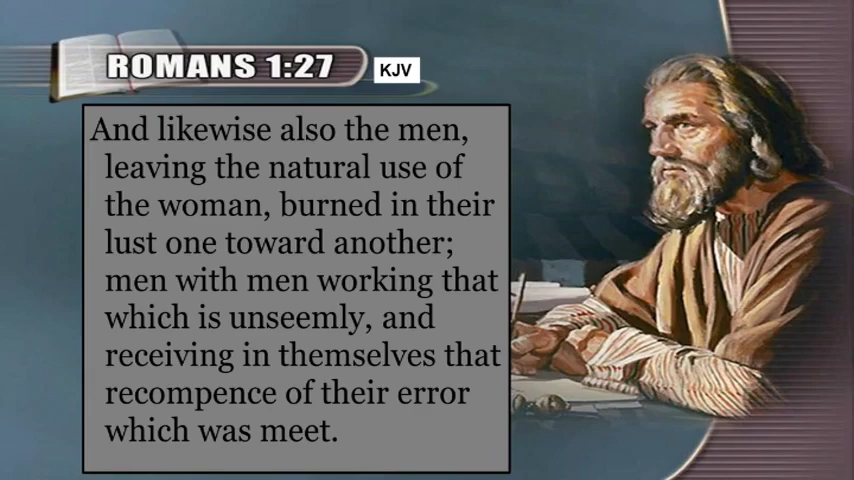 ROMANS 1:27
KJV
And likewise also the men,
leaving the natural use of
the woman, burned in their
lust one toward another;
men with men working that
which is unseemly, and
receiving in themselves that
recompence of their error
which was meet.